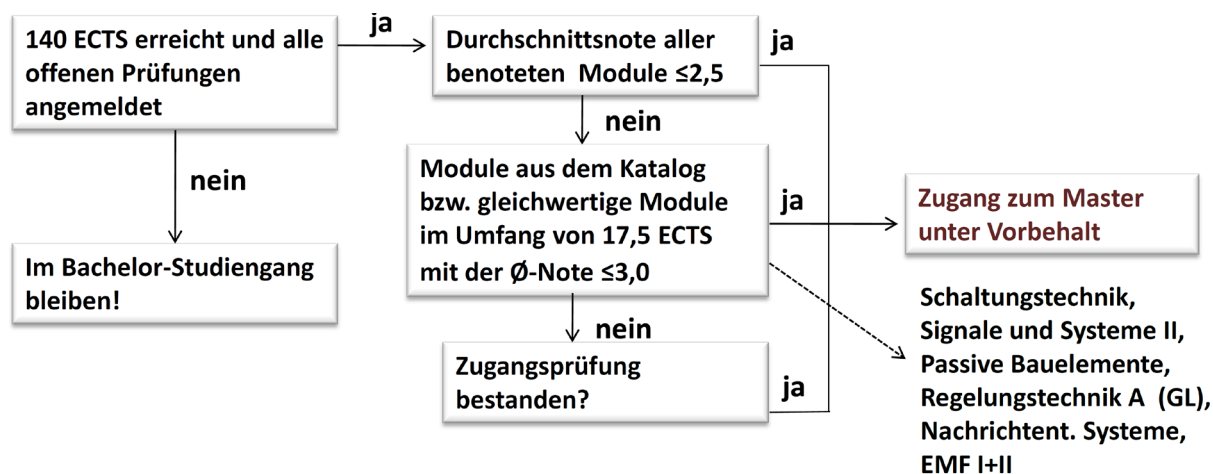 140 ECTS erreicht und alle
offenen Prüfungen
angemeldet
ja
Durchschnittsnote aller
benoteten Module ≤2,5
ja
nein
nein
Im Bachelor-Studiengang
bleiben!
Module aus dem Katalog
bzw. gleichwertige Module
im Umfang von 17,5 ECTS
mit der Ø-Note ≤3,0
ja
Zugang zum Master
unter Vorbehalt
nein
Zugangsprüfung
bestanden?
ja
Schaltungstechnik,
Signale und Systeme II,
Passive Bauelemente,
Regelungstechnik A (GL),
Nachrichtent. Systeme,
EMF I+II